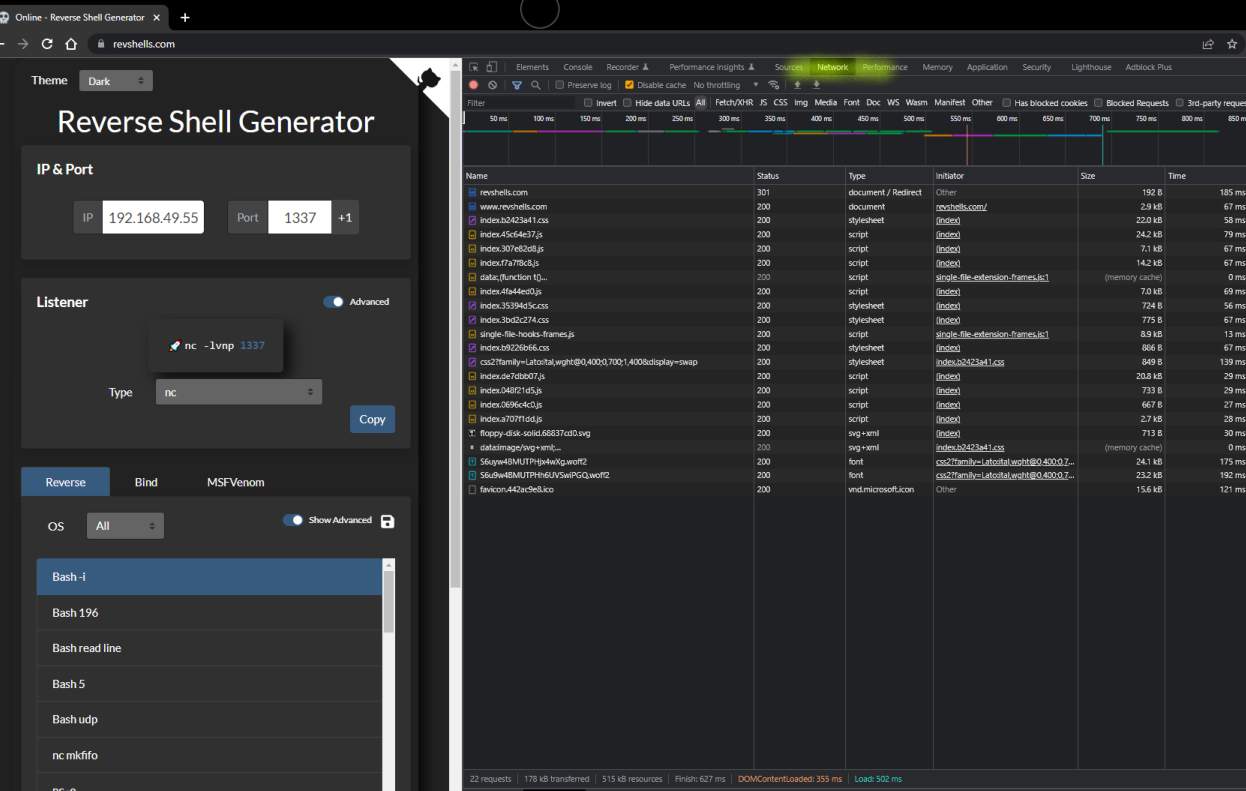 Online - Reverse Shell Generator
revshells.com
Theme Dark
Reverse Shell Generator
IP & Port
IP 192.168.49.55 Port 1337 +1
Listener Advanced
🚀 nc -lvnp 1337
Type nc
Copy
Reverse Bind MSFVenom
OS All Show Advanced
Bash -i
Bash 196
Bash read line
Bash 5
Bash udp
nc mkfifo
Elements Console Recorder Performance insights Sources Network Performance Memory Application Security Lighthouse Adblock Plus
Preserve log Disable cache No throttling
Filter Invert Hide data URLs All Fetch/XHR JS CSS Img Media Font Doc WS Wasm Manifest Other Has blocked cookies Blocked Requests 3rd-party reques
50 ms 100 ms 150 ms 200 ms 250 ms 300 ms 350 ms 400 ms 450 ms 500 ms 550 ms 600 ms 650 ms 700 ms 750 ms 800 ms 850 m
Name Status Type Initiator Size Time
revshells.com 301 document / Redirect Other 192 B 185 ms
www.revshells.com 200 document revshells.com/ 2.9 kB 67 ms
index.b2423a41.css 200 stylesheet (index) 22.0 kB 58 ms
index.45c64e37.js 200 script (index) 24.2 kB 79 ms
index.307e82d8.js 200 script (index) 7.1 kB 67 ms
index.f7a7f8c8.js 200 script (index) 14.2 kB 67 ms
data:,(function t()... 200 script single-file-extension-frames.js:1 (memory cache) 0 ms
index.4fa44ed0.js 200 script (index) 7.0 kB 69 ms
index.35394d5c.css 200 stylesheet (index) 724 B 56 ms
index.3bd2c274.css 200 stylesheet (index) 775 B 67 ms
single-file-hooks-frames.js 200 script single-file-extension-frames.js:1 8.9 kB 13 ms
index.b9226b66.css 200 stylesheet (index) 886 B 67 ms
css2?family=Lato:ital,wght@0,400;0,700;1,400&display=swap 200 stylesheet index.b2423a41.css 849 B 139 ms
index.de7dbb07.js 200 script (index) 20.8 kB 29 ms
index.048f21d5.js 200 script (index) 733 B 29 ms
index.0696c4c0.js 200 script (index) 667 B 27 ms
index.a707f1dd.js 200 script (index) 2.7 kB 28 ms
floppy-disk-solid.68837cd0.svg 200 svg+xml (index) 713 B 30 ms
data:image/svg+xml;... 200 svg+xml index.b2423a41.css (memory cache) 0 ms
S6uyw4BMUTPHjx4wXg.woff2 200 font css2?family=Lato:ital,wght@0,400;0,7... 24.1 kB 175 ms
S6u9w4BMUTPHh6UVSwiPGQ.woff2 200 font css2?family=Lato:ital,wght@0,400;0,7... 23.2 kB 192 ms
favicon.442ac9e8.ico 200 vnd.microsoft.icon Other 15.6 kB 121 ms
22 requests 178 kB transferred 515 kB resources Finish: 627 ms DOMContentLoaded: 355 ms Load: 502 ms